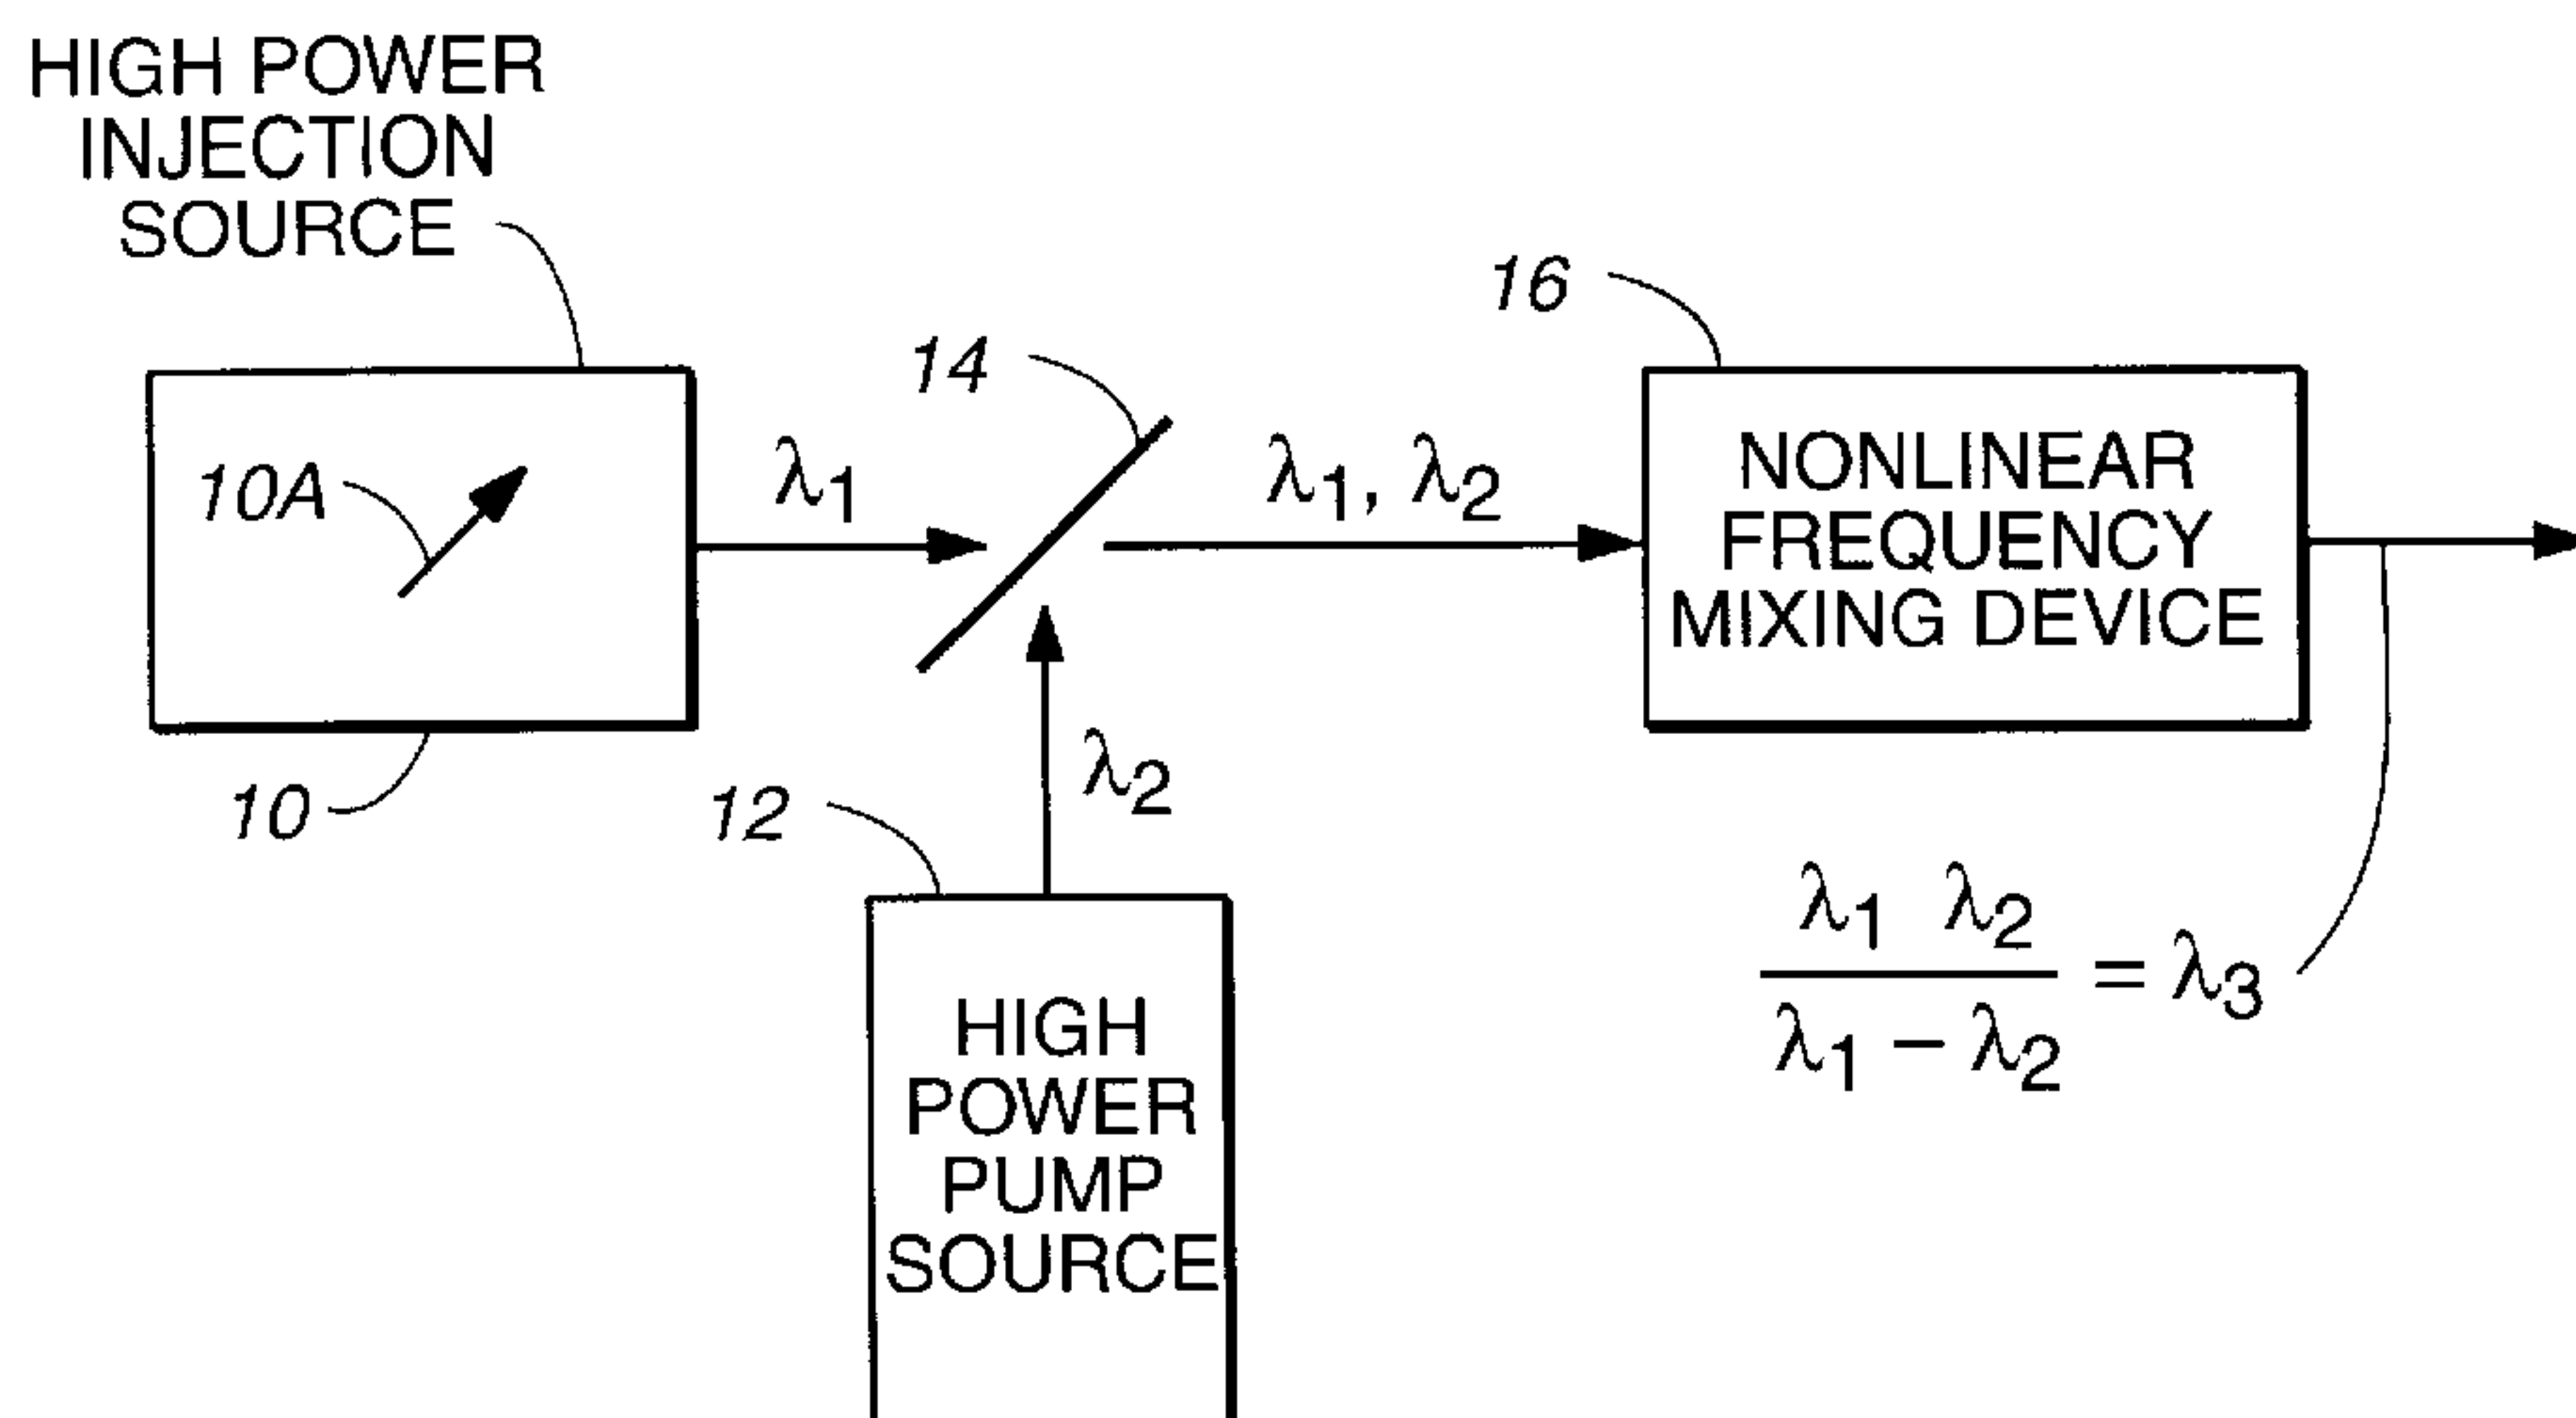 HIGH POWER
INJECTION
SOURCE
16
14
10A
λ1
λ1, λ2
NONLINEAR
FREQUENCY
MIXING DEVICE
10
12
λ2
λ1 λ2
= λ3
λ1 – λ2
HIGH
POWER
PUMP
SOURCE